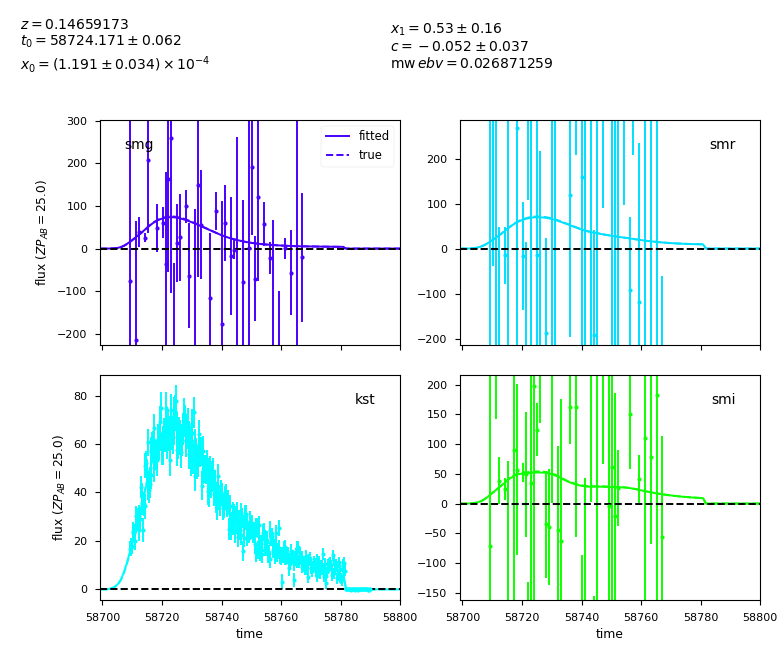 z = 0.14659173
t₀ = 58724.171 ± 0.062
x₀ = (1.191 ± 0.034) × 10⁻⁴
x₁ = 0.53 ± 0.16
c = −0.052 ± 0.037
mw ebv = 0.026871259
smg
fitted
true
300
200
100
0
−100
−200
flux (ZP_AB = 25.0)
smr
200
100
0
−100
−200
kst
80
60
40
20
0
flux (ZP_AB = 25.0)
58700 58720 58740 58760 58780 58800
time
smi
200
150
100
50
0
−50
−100
−150
58700 58720 58740 58760 58780 58800
time